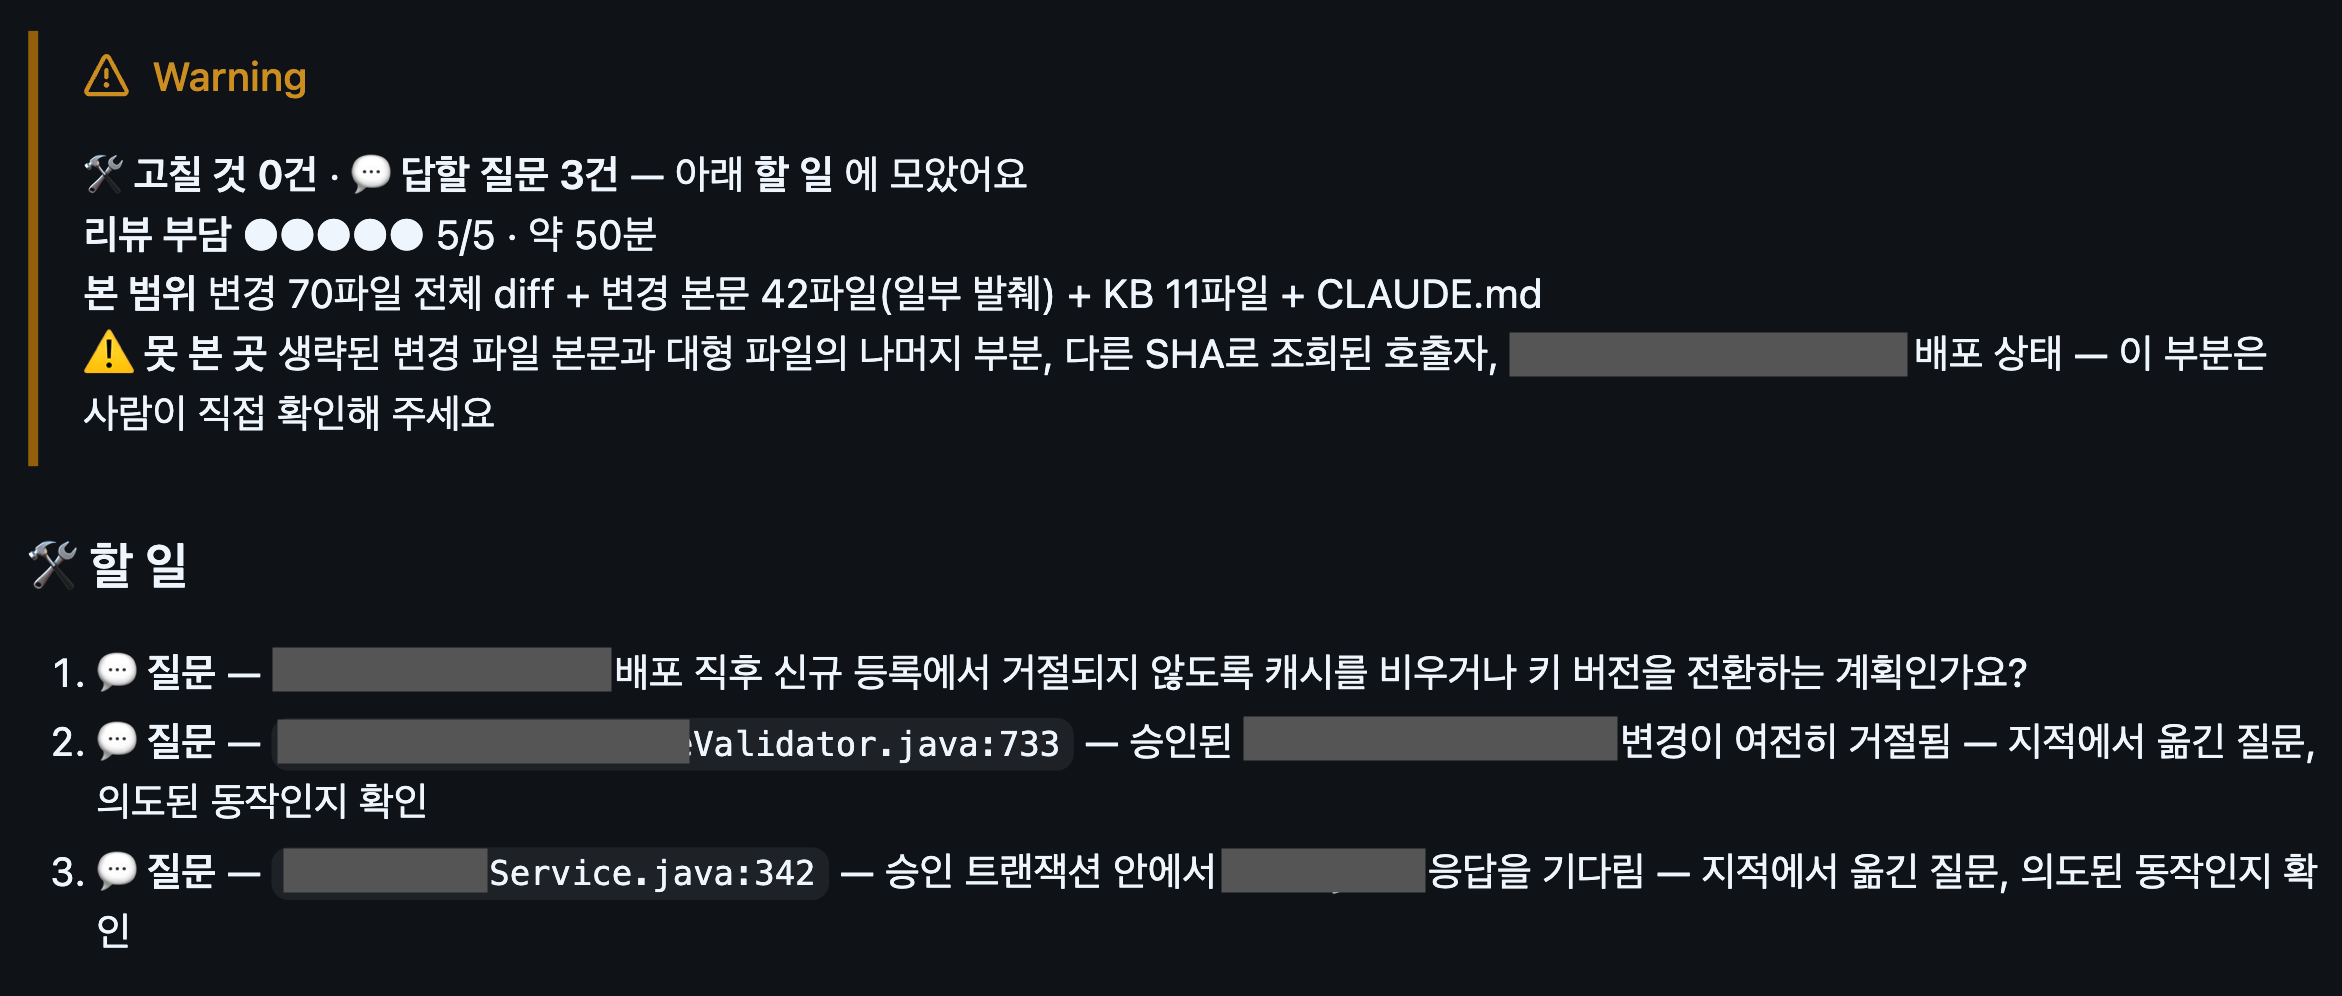 ⚠ Warning
🛠 고칠 것 0건 · 💬 답할 질문 3건 — 아래 할 일 에 모았어요
리뷰 부담 ●●●●● 5/5 · 약 50분
본 범위 변경 70파일 전체 diff + 변경 본문 42파일(일부 발췌) + KB 11파일 + CLAUDE.md
⚠️ 못 본 곳 생략된 변경 파일 본문과 대형 파일의 나머지 부분, 다른 SHA로 조회된 호출자, 배포 상태 — 이 부분은
사람이 직접 확인해 주세요
🛠 할 일
1. 💬 질문 — 배포 직후 신규 등록에서 거절되지 않도록 캐시를 비우거나 키 버전을 전환하는 계획인가요?
2. 💬 질문 — Validator.java:733 — 승인된 변경이 여전히 거절됨 — 지적에서 옮긴 질문,
의도된 동작인지 확인
3. 💬 질문 — Service.java:342 — 승인 트랜잭션 안에서 응답을 기다림 — 지적에서 옮긴 질문, 의도된 동작인지 확
인